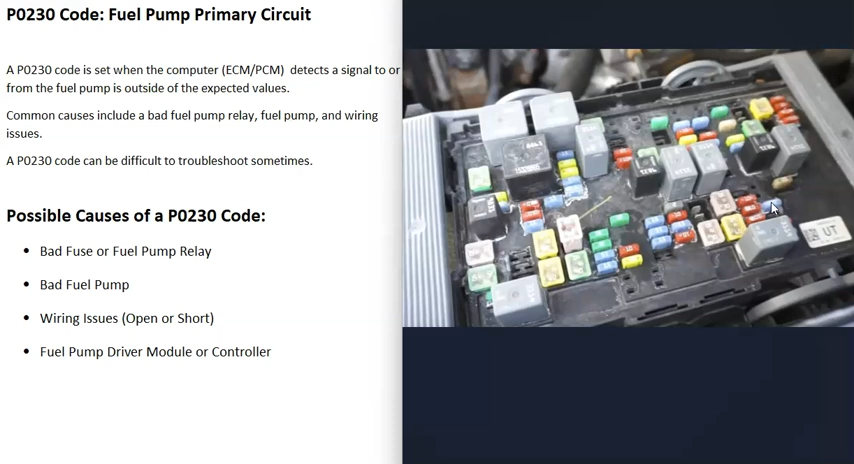 P0230 Code: Fuel Pump Primary Circuit
A P0230 code is set when the computer (ECM/PCM) detects a signal to or
from the fuel pump is outside of the expected values.
Common causes include a bad fuel pump relay, fuel pump, and wiring
issues.
A P0230 code can be difficult to troubleshoot sometimes.
Possible Causes of a P0230 Code:
• Bad Fuse or Fuel Pump Relay
• Bad Fuel Pump
• Wiring Issues (Open or Short)
• Fuel Pump Driver Module or Controller
UT